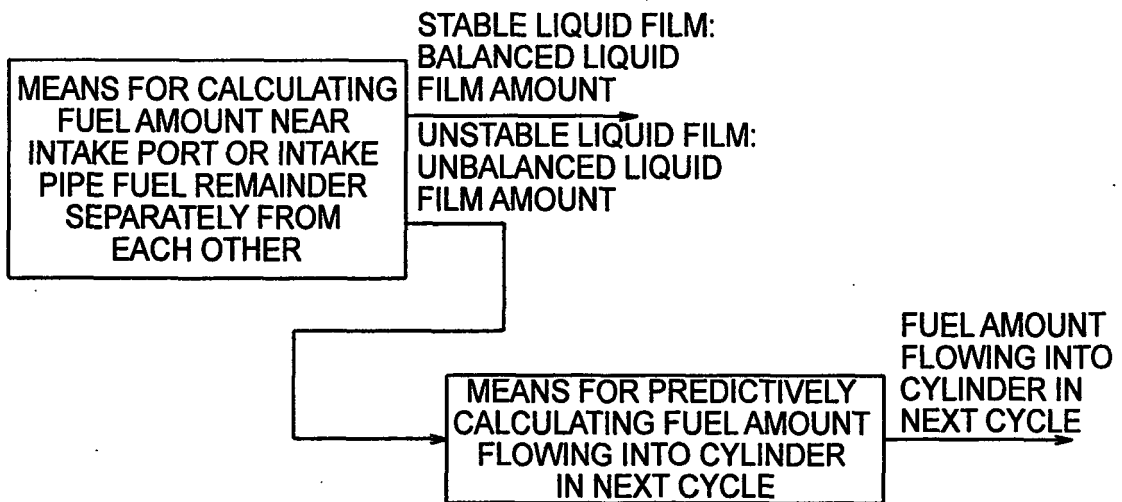 STABLE LIQUID FILM:
BALANCED LIQUID
FILM AMOUNT
MEANS FOR CALCULATING
FUEL AMOUNT NEAR
INTAKE PORT OR INTAKE
PIPE FUEL REMAINDER
SEPARATELY FROM
EACH OTHER
UNSTABLE LIQUID FILM:
UNBALANCED LIQUID
FILM AMOUNT
MEANS FOR PREDICTIVELY
CALCULATING FUEL AMOUNT
FLOWING INTO CYLINDER
IN NEXT CYCLE
FUEL AMOUNT
FLOWING INTO
CYLINDER IN
NEXT CYCLE